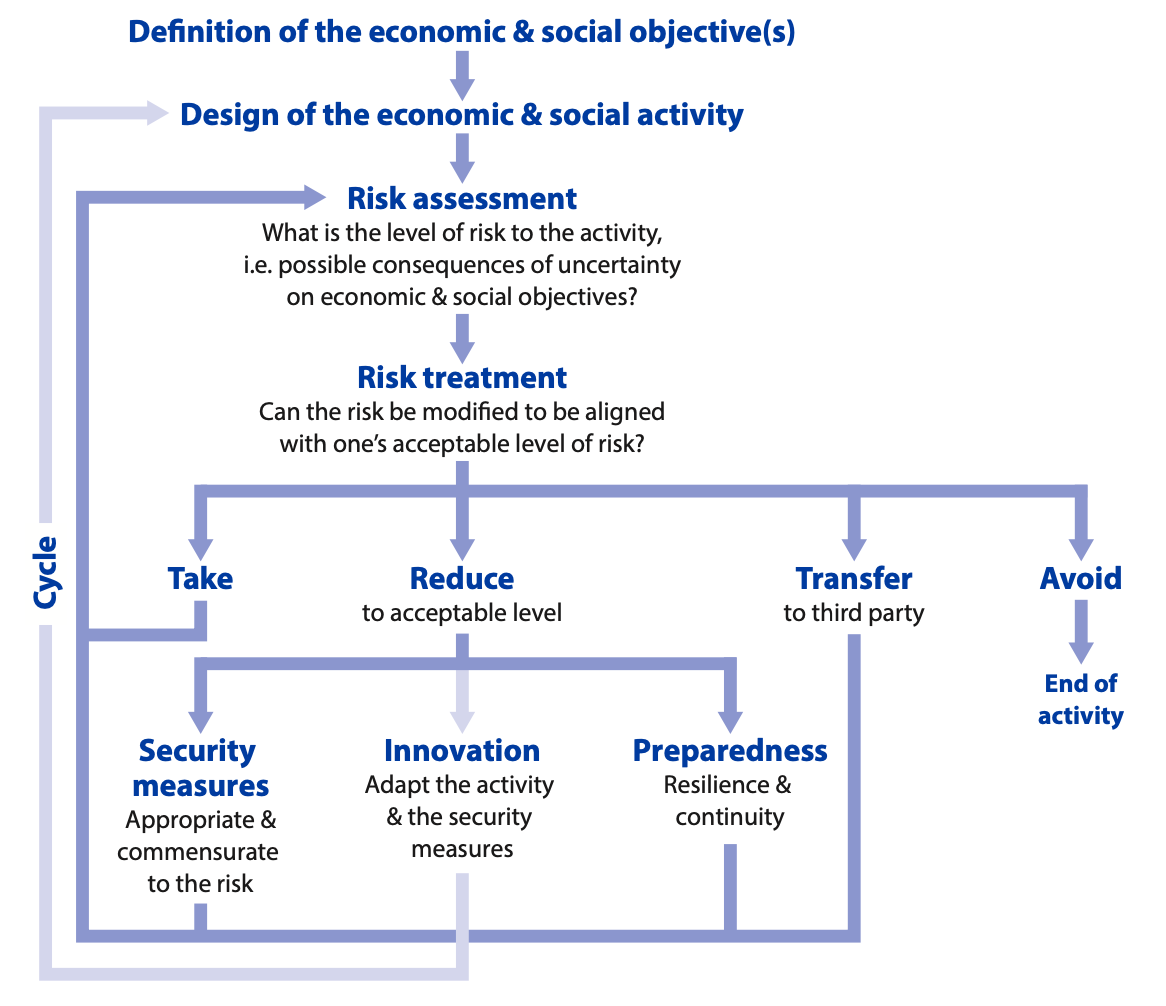 Definition of the economic & social objective(s)
Design of the economic & social activity
Risk assessment
What is the level of risk to the activity,
i.e. possible consequences of uncertainty
on economic & social objectives?
Risk treatment
Can the risk be modified to be aligned
with one’s acceptable level of risk?
Cycle
Take
Reduce
to acceptable level
Transfer
to third party
Avoid
End of
activity
Security
measures
Appropriate &
commensurate
to the risk
Innovation
Adapt the activity
& the security
measures
Preparedness
Resilience &
continuity